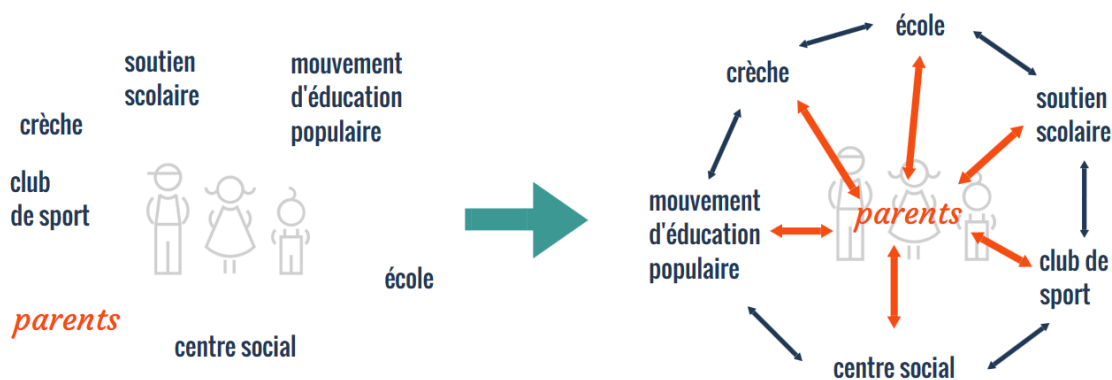 soutien
scolaire
mouvement
d'éducation
populaire
crèche
club
de sport
école
parents
centre social
école
crèche
soutien
scolaire
mouvement
d'éducation
populaire
parents
club de
sport
centre social